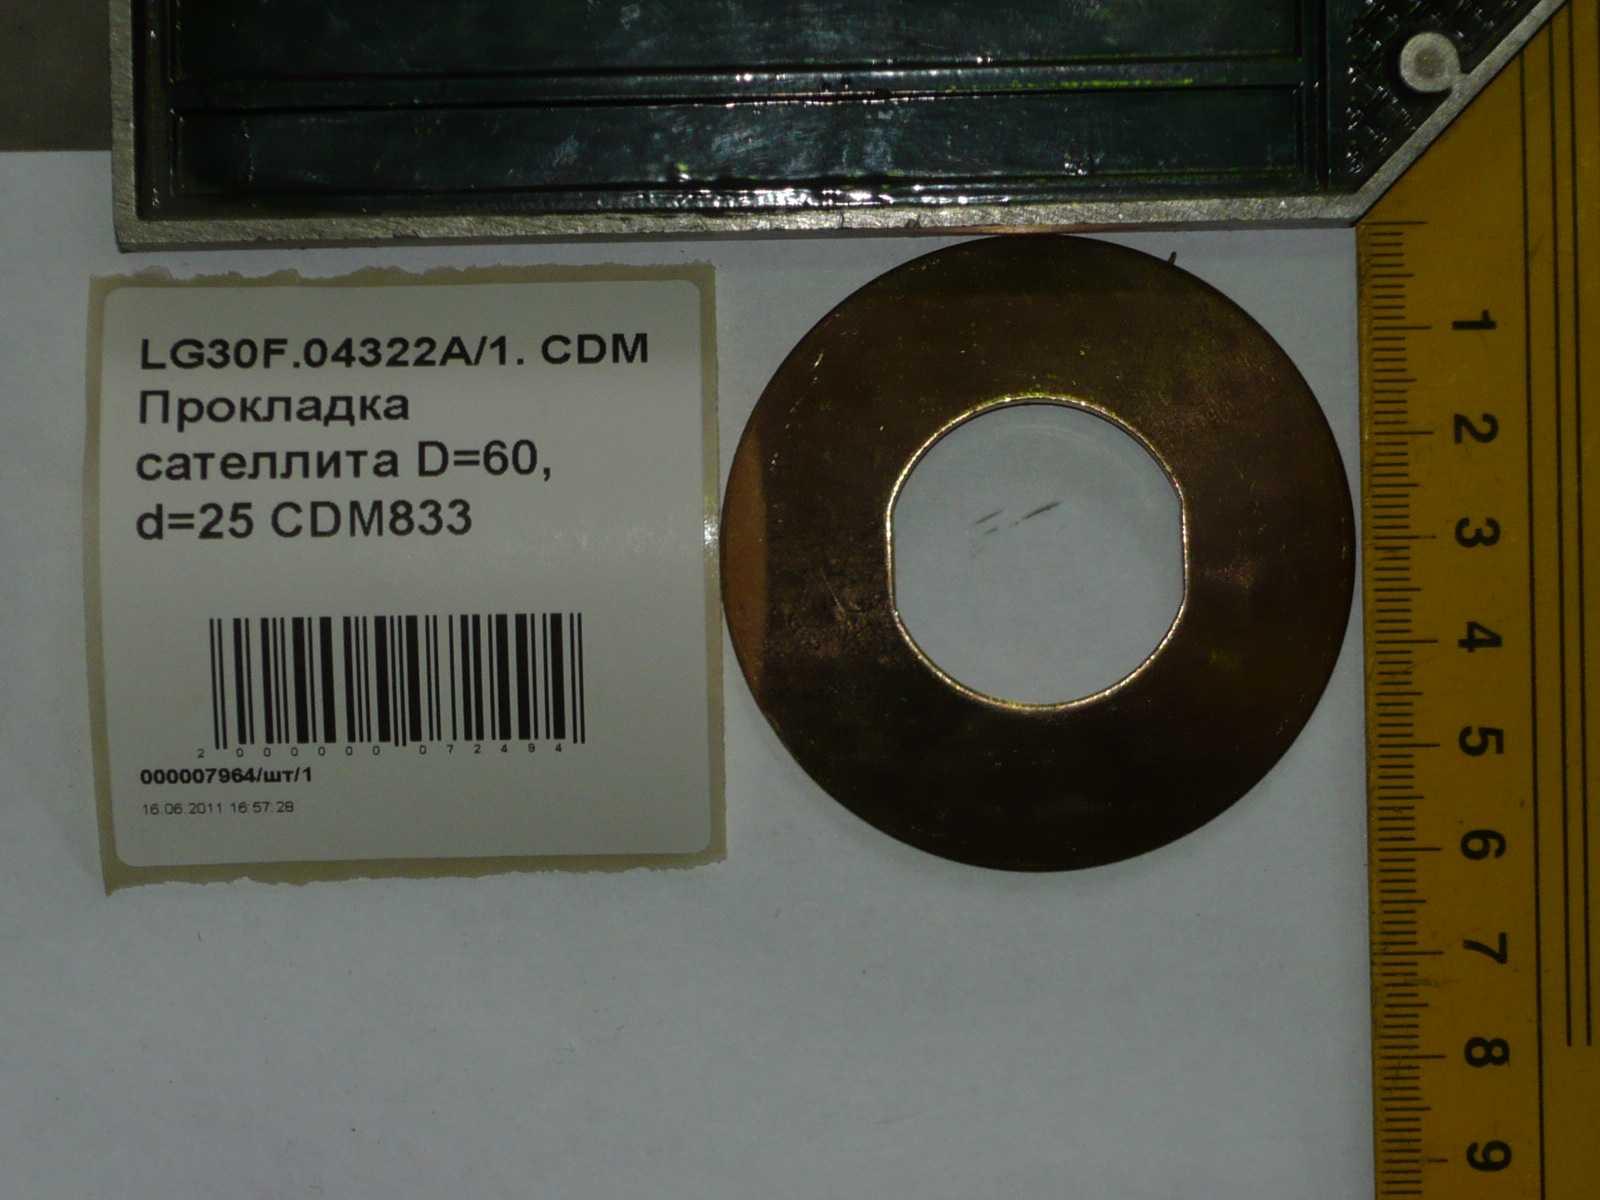 LG30F.04322A/1. CDM
Прокладка
сателлита D=60,
d=25 CDM833
2 000000 072494
000007964/шт/1
16.06.2011 16:57:28
1
2
3
4
5
6
7
8
9